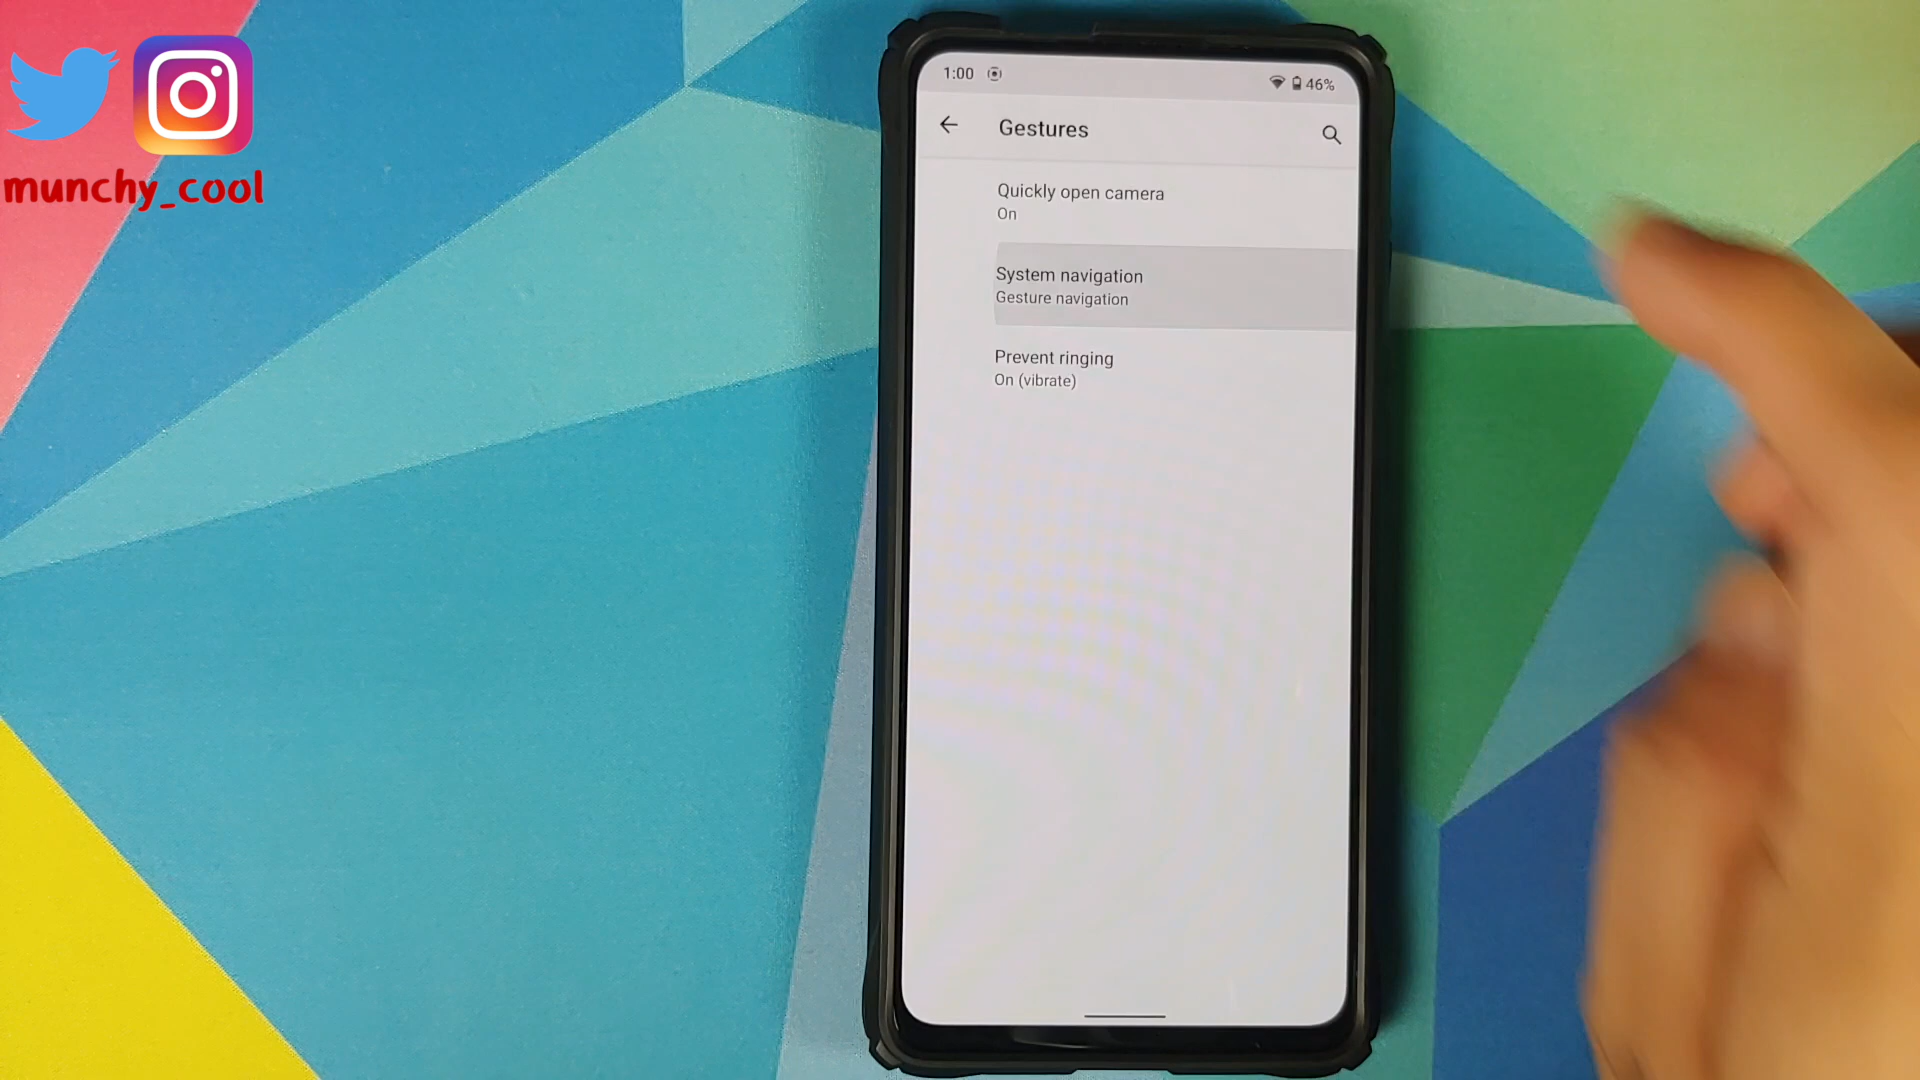 munchy_cool
1:00
46%
Gestures
Quickly open camera
On
System navigation
Gesture navigation
Prevent ringing
On (vibrate)